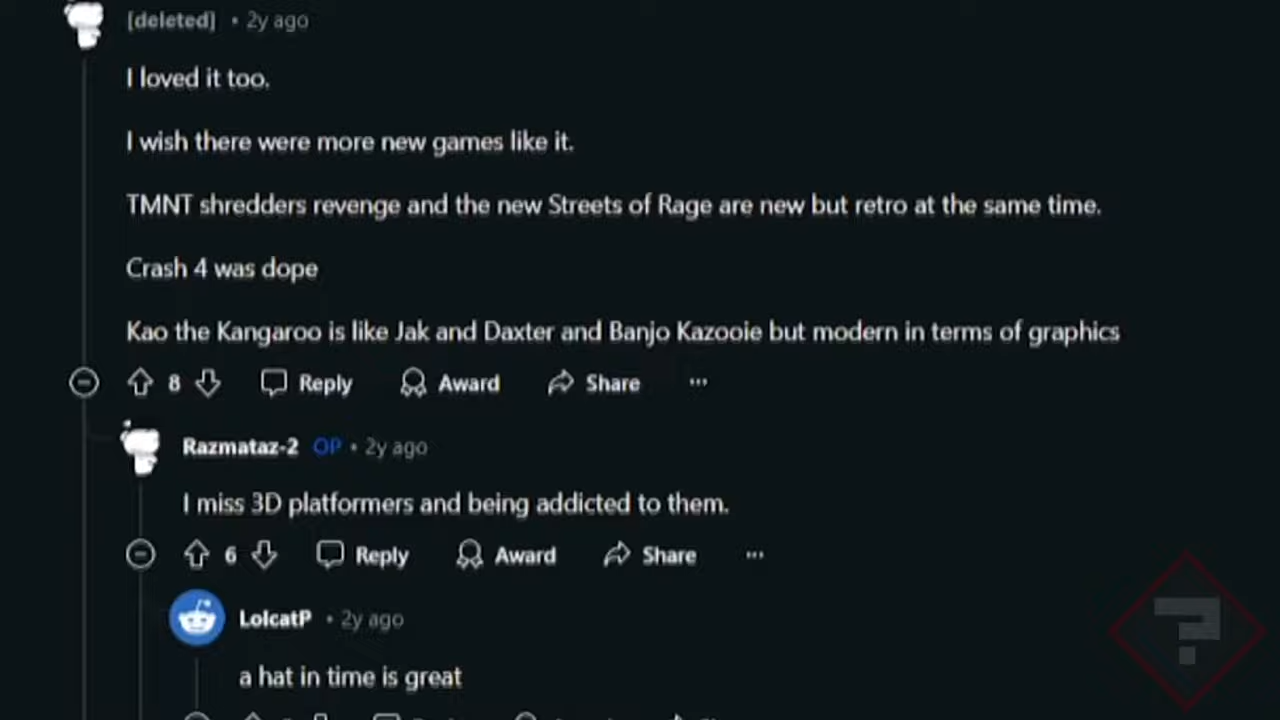 [deleted] • 2y ago
I loved it too.
I wish there were more new games like it.
TMNT shredders revenge and the new Streets of Rage are new but retro at the same time.
Crash 4 was dope
Kao the Kangaroo is like Jak and Daxter and Banjo Kazooie but modern in terms of graphics
8 Reply Award Share ...
Razmataz-2 OP • 2y ago
I miss 3D platformers and being addicted to them.
6 Reply Award Share ...
LolcatP • 2y ago
a hat in time is great